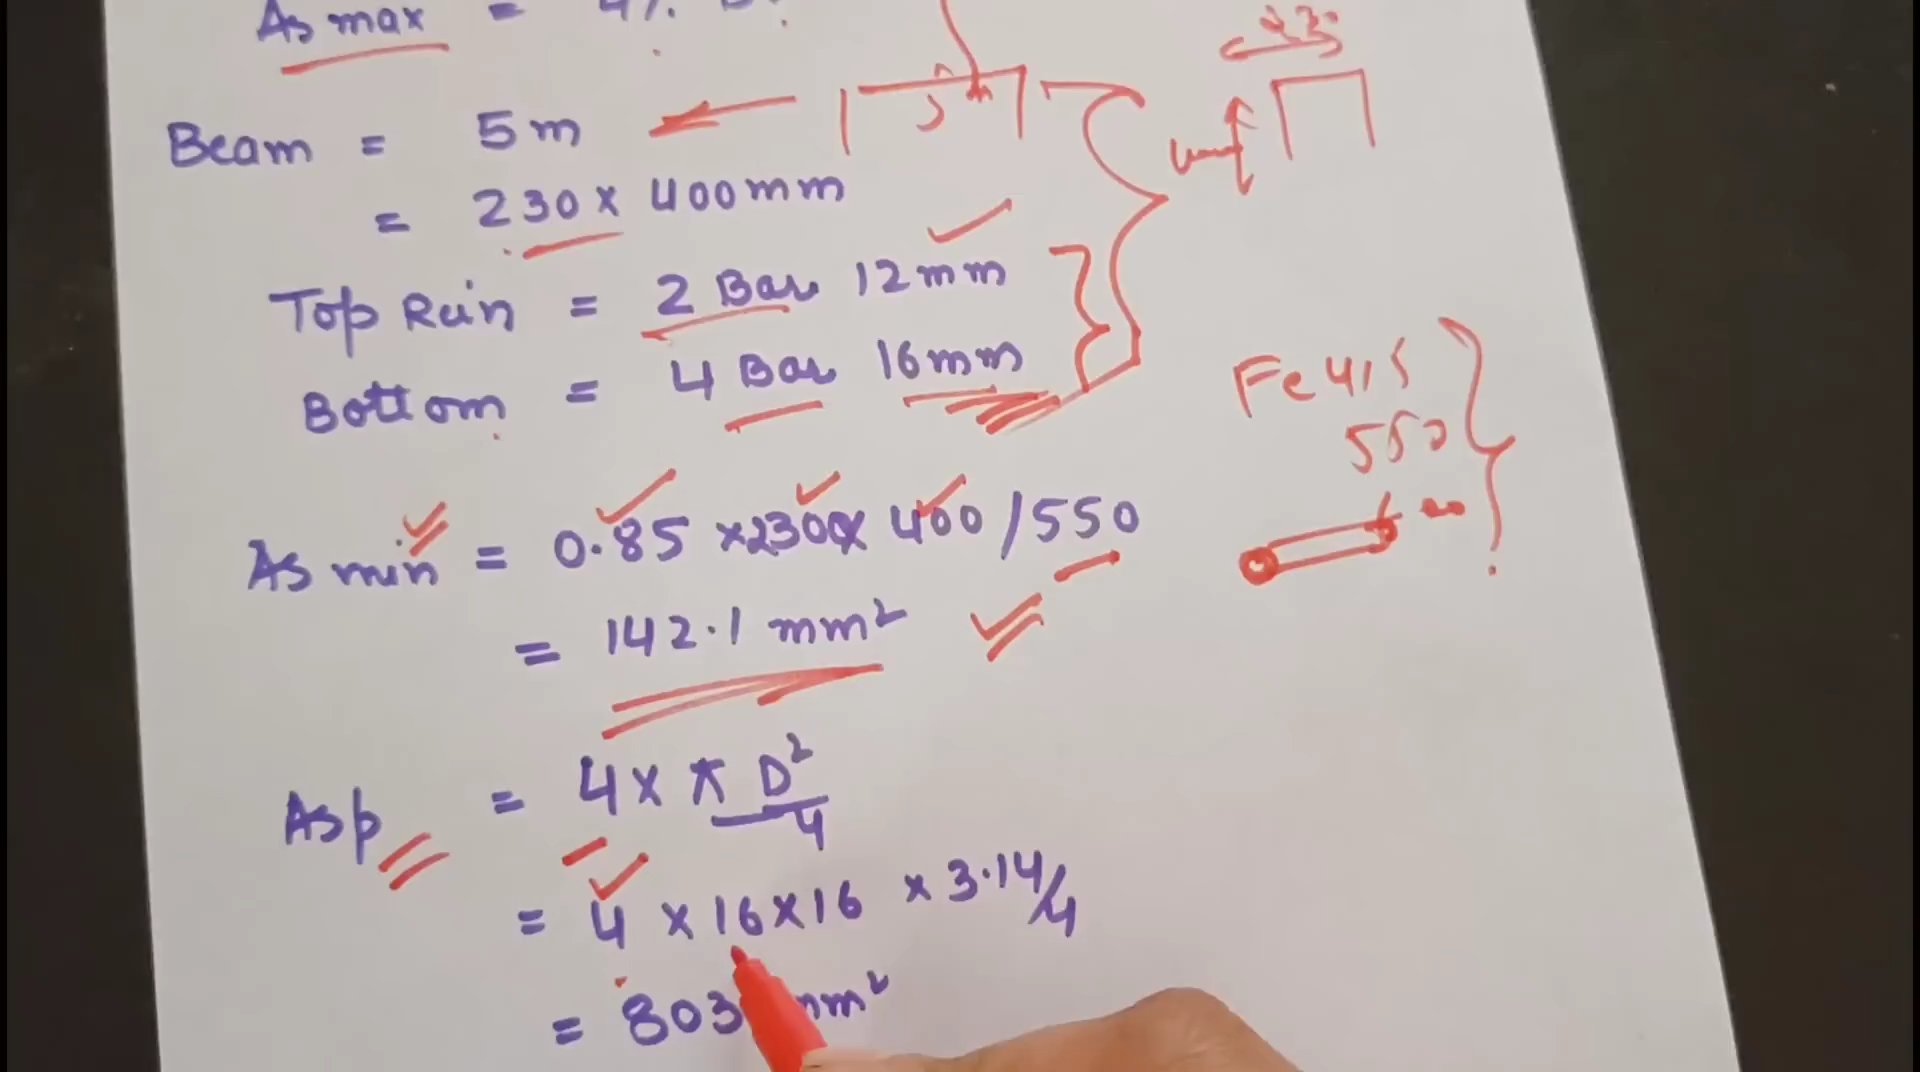 As max = 4%
Beam = 5m
= 230 x 400mm
Top Rein = 2 Bar 12mm
Bottom = 4 Bar 16mm
Fe 415
550
As min = 0.85 x 230 x 400 / 550
= 142.1 mm²
Asp = 4 x π D²/4
= 4 x 16 x 16 x 3.14/4
= 803 mm²